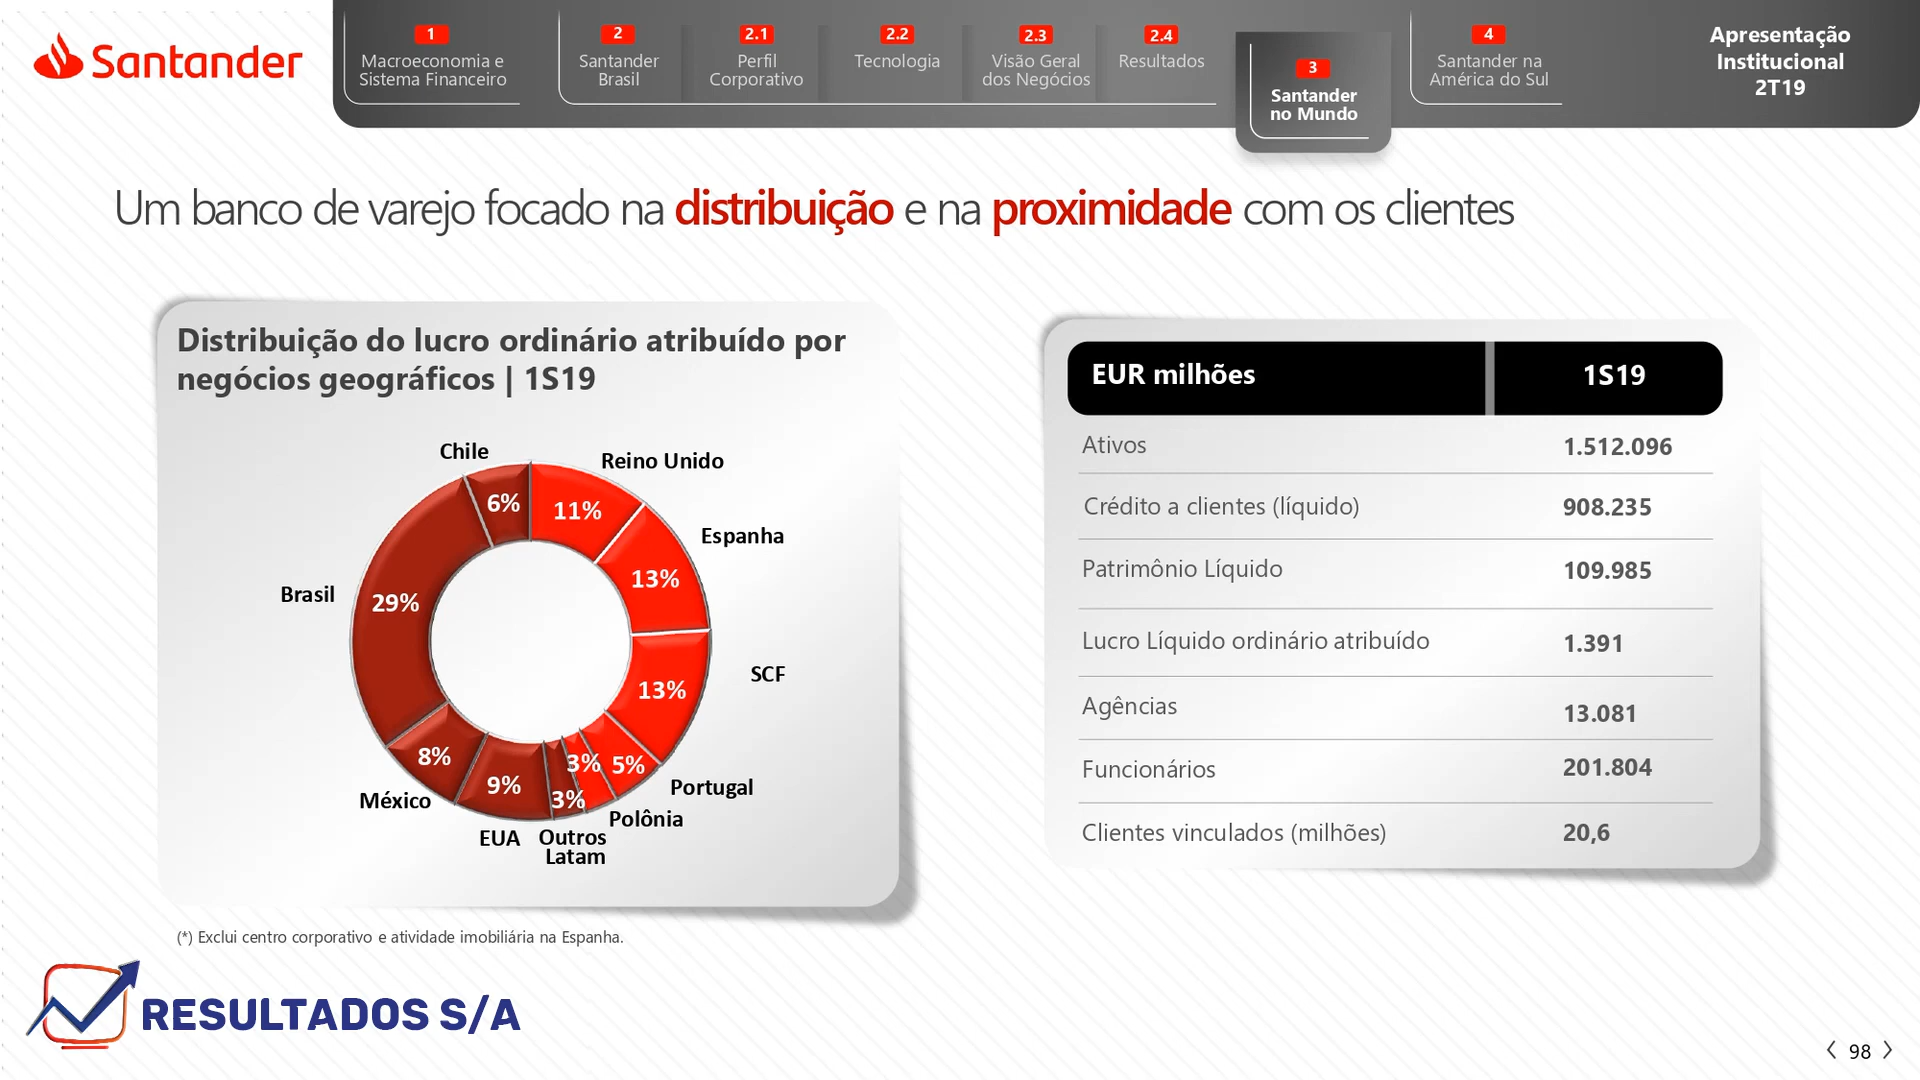 Santander
1
Macroeconomia e
Sistema Financeiro
2
Santander
Brasil
2.1
Perfil
Corporativo
2.2
Tecnologia
2.3
Visão Geral
dos Negócios
2.4
Resultados
3
Santander
no Mundo
4
Santander na
América do Sul
Apresentação
Institucional
2T19
Um banco de varejo focado na distribuição e na proximidade com os clientes
Distribuição do lucro ordinário atribuído por
negócios geográficos | 1S19
Chile
Reino Unido
6%
11%
Espanha
13%
Brasil
29%
SCF
13%
8%
9%
3%
3%
5%
México
Portugal
Polônia
EUA
Outros
Latam
EUR milhões 1S19
Ativos 1.512.096
Crédito a clientes (líquido) 908.235
Patrimônio Líquido 109.985
Lucro Líquido ordinário atribuído 1.391
Agências 13.081
Funcionários 201.804
Clientes vinculados (milhões) 20,6
(*) Exclui centro corporativo e atividade imobiliária na Espanha.
RESULTADOS S/A
98